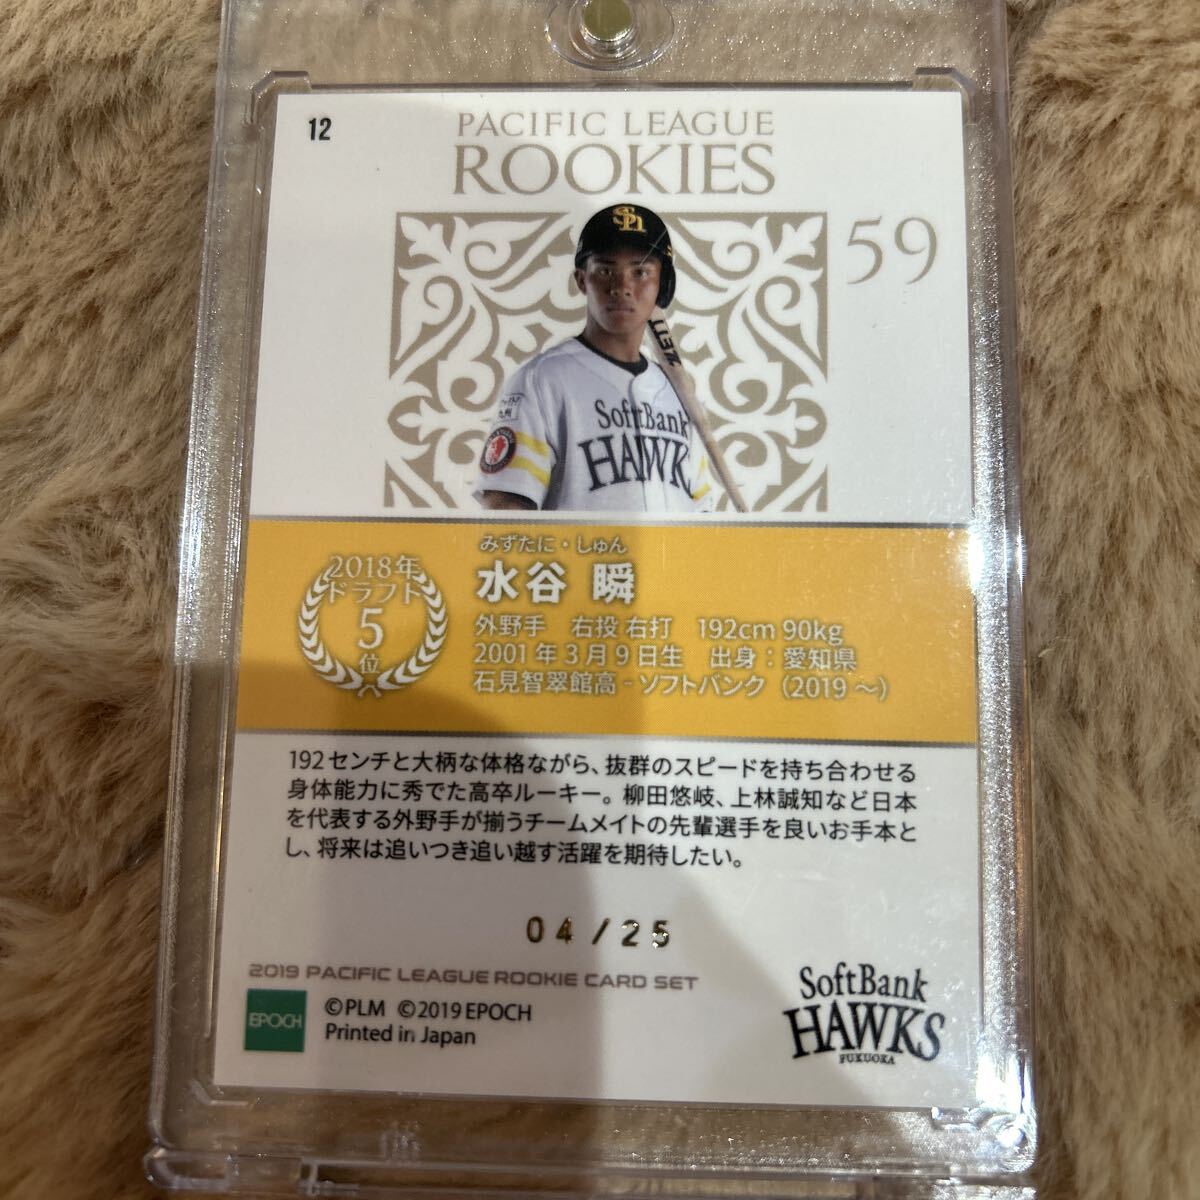 12
PACIFIC LEAGUE
ROOKIES
59
SH
ZETT
SoftBank
HAWK
みずたに・しゅん
水谷 瞬
2018年
ドラフト
5
位
外野手 右投 右打 192cm 90kg
2001年3月9日生 出身：愛知県
石見智翠館高 - ソフトバンク（2019～）
192センチと大柄な体格ながら、抜群のスピードを持ち合わせる
身体能力に秀でた高卒ルーキー。柳田悠岐、上林誠知など日本
を代表する外野手が揃うチームメイトの先輩選手を良いお手本と
し、将来は追いつき追い越す活躍を期待したい。
04/25
2019 PACIFIC LEAGUE ROOKIE CARD SET
EPOCH
©PLM ©2019 EPOCH
Printed in Japan
SoftBank
HAWKS
FUKUOKA